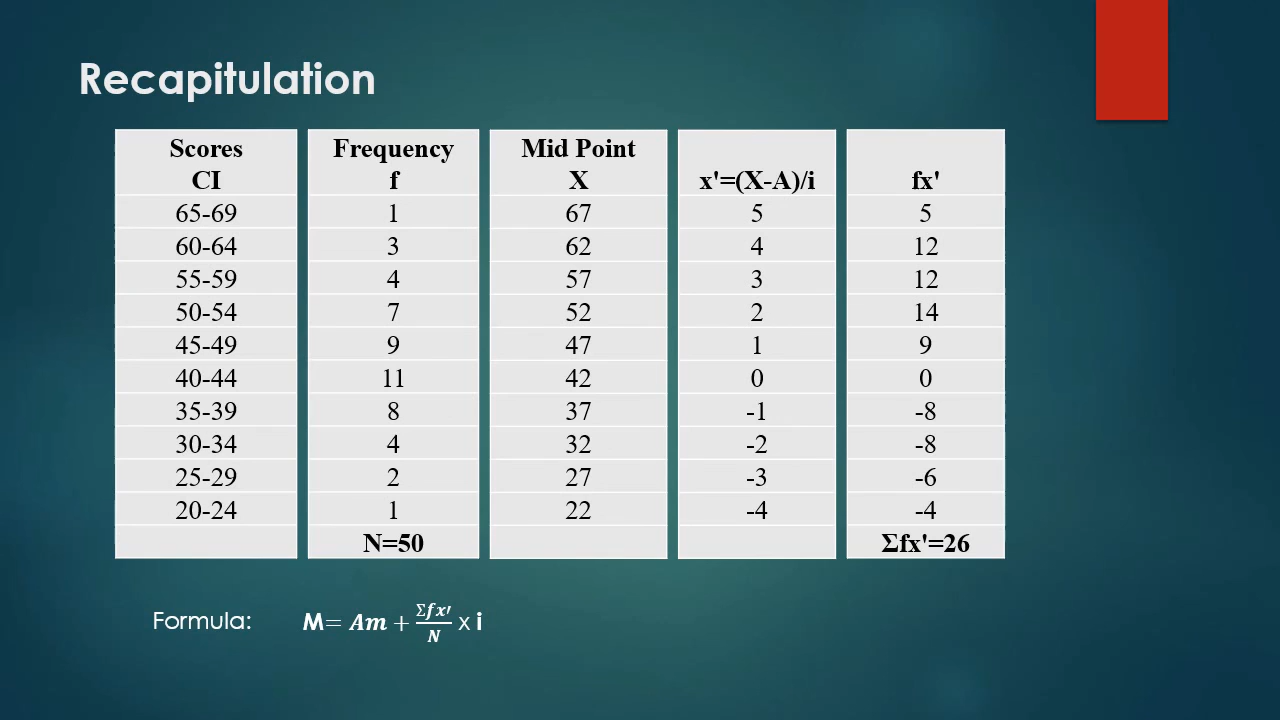 Recapitulation
Scores CI Frequency f Mid Point X x'=(X-A)/i fx'
65-69 1 67 5 5
60-64 3 62 4 12
55-59 4 57 3 12
50-54 7 52 2 14
45-49 9 47 1 9
40-44 11 42 0 0
35-39 8 37 -1 -8
30-34 4 32 -2 -8
25-29 2 27 -3 -6
20-24 1 22 -4 -4
N=50 Σfx'=26
Formula: M= Am + Σfx′/N x i